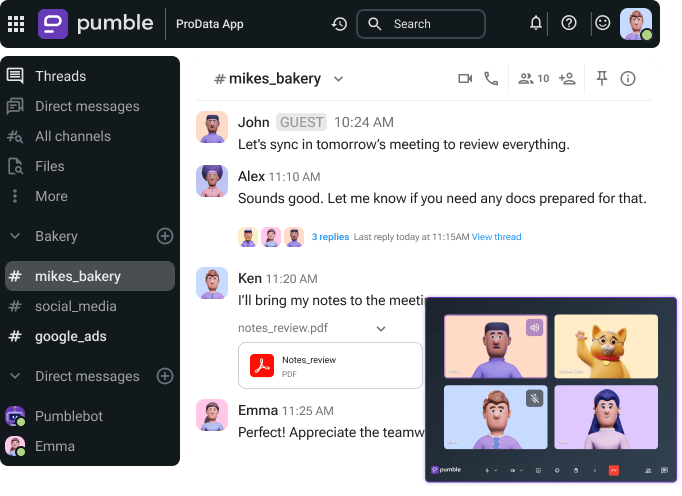 pumble
ProData App
Search
Threads
Direct messages
All channels
Files
More
Bakery
# mikes_bakery
# social_media
# google_ads
Direct messages
Pumblebot
Emma
# mikes_bakery
10
John GUEST 10:24 AM
Let's sync in tomorrow's meeting to review everything.
Alex 11:10 AM
Sounds good. Let me know if you need any docs prepared for that.
3 replies Last reply today at 11:15AM View thread
Ken 11:20 AM
I'll bring my notes to the
notes_review.pdf
Notes_review
PDF
Emma 11:25 AM
Perfect! Appreciate the
pumble